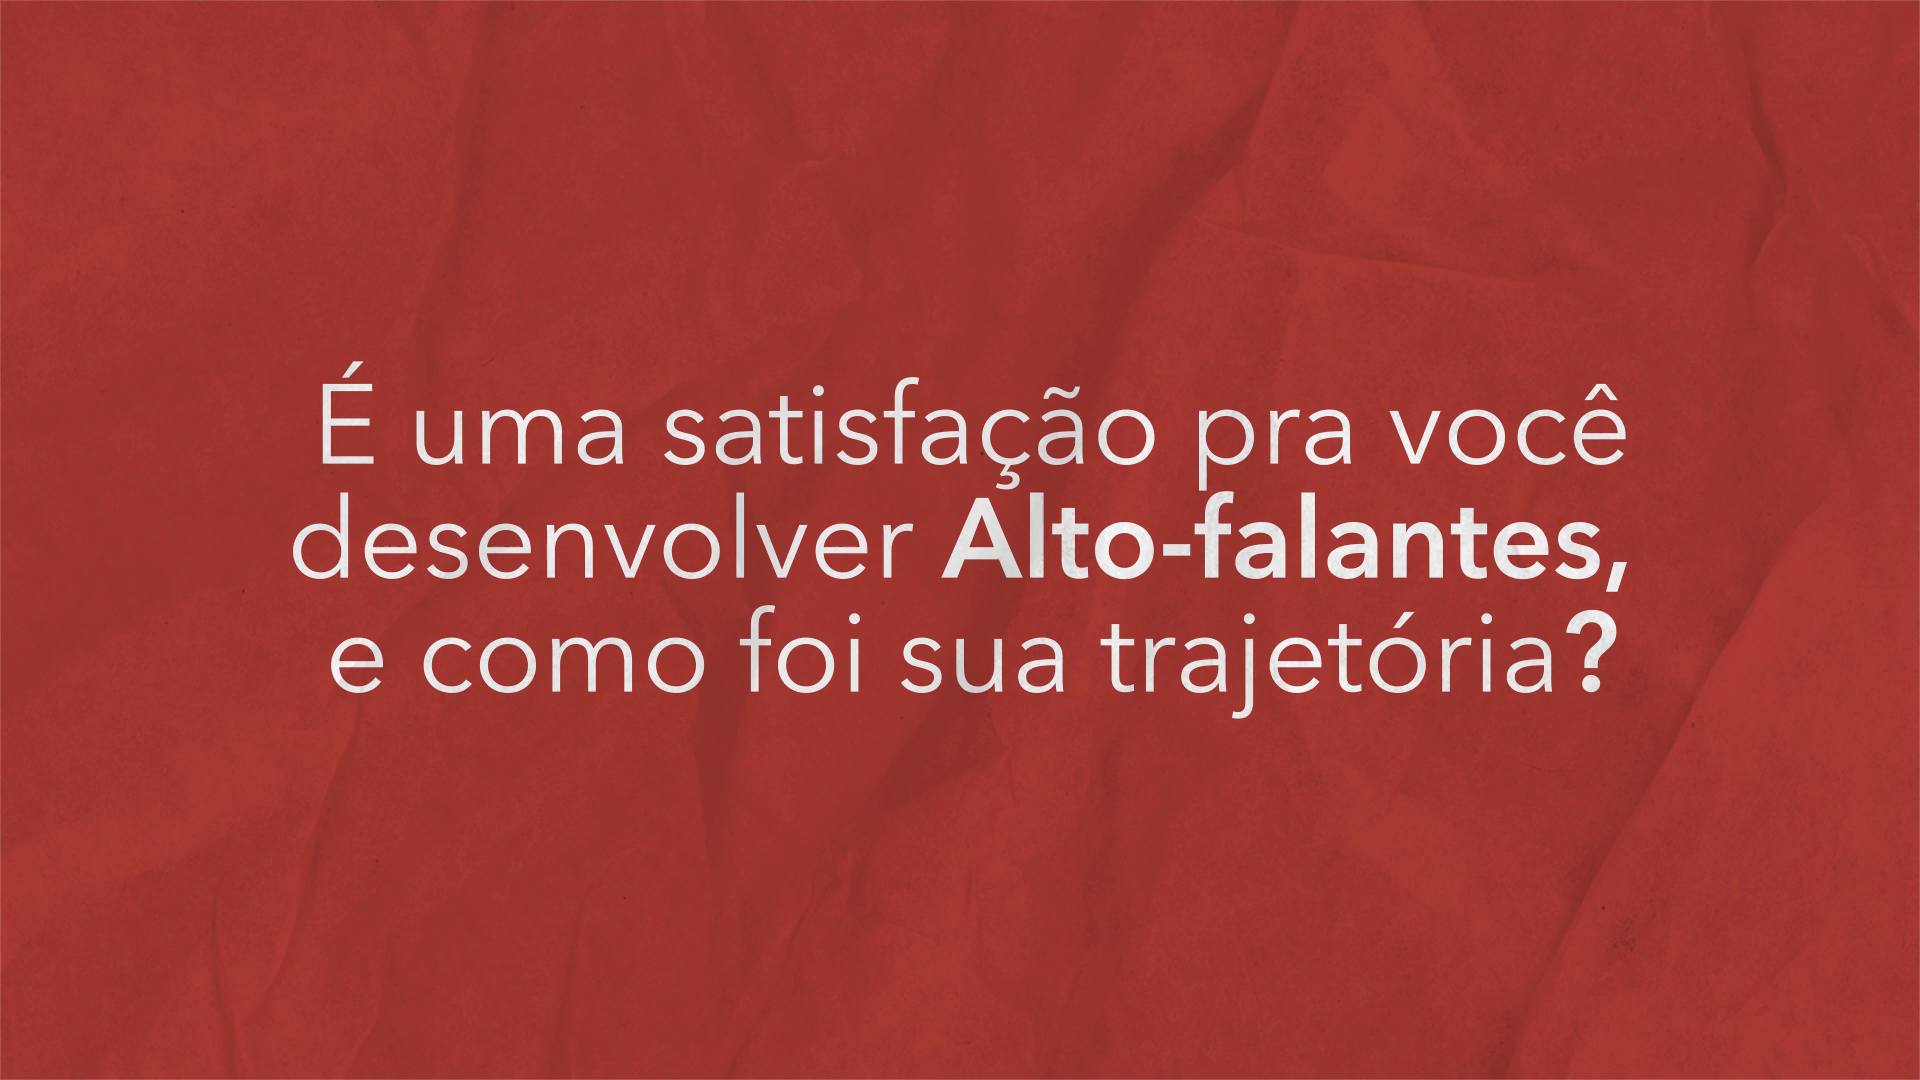 É uma satisfação pra você
desenvolver Alto-falantes,
e como foi sua trajetória?